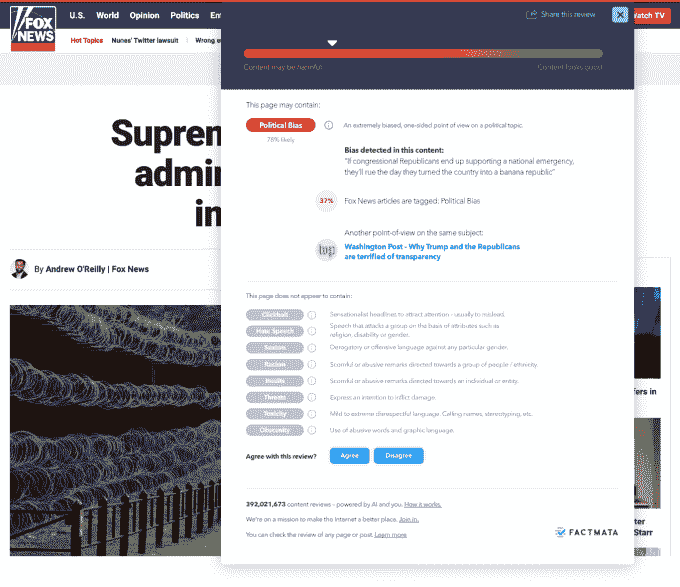 FOX
NEWS
U.S. World Opinion Politics
Share this review
Watch TV
Hot Topics Nunes' Twitter lawsuit Wrong
Content may be harmful
Content looks good
This page may contain:
Suprem
Political Bias An extremely biased, one-sided point of view on a political topic.
78% likely
Bias detected in this content:
admin
"If congressional Republicans end up supporting a national emergency,
they'll rue the day they turned the country into a banana republic"
in
37% Fox News articles are tagged: Political Bias
Another point-of-view on the same subject:
wp Washington Post - Why Trump and the Republicans
are terrified of transparency
By Andrew O'Reilly | Fox News
This page does not appear to contain:
Clickbait Sensationalist headlines to attract attention - usually to mislead.
Hate Speech Speech that attacks a group on the basis of attributes such as
religion, disability or gender.
Sexism Derogatory or offensive language against any particular gender.
Racism Scornful or abusive remarks directed towards a group of people / ethnicity
Insults Scornful or abusive remarks directed towards an individual or entity.
Threats Express an intention to inflict damage.
Toxicity Mild to extreme disrespectful language. Calling names, stereotyping, etc.
Obscenity Use of abusive words and graphic language.
fers in
Agree with this review? Agree Disagree
392,021,673 content reviews - powered by AI and you. How it works.
We're on a mission to make the Internet a better place. Join in.
You can check the review of any page or post. Learn more
FACTMATA
Starr